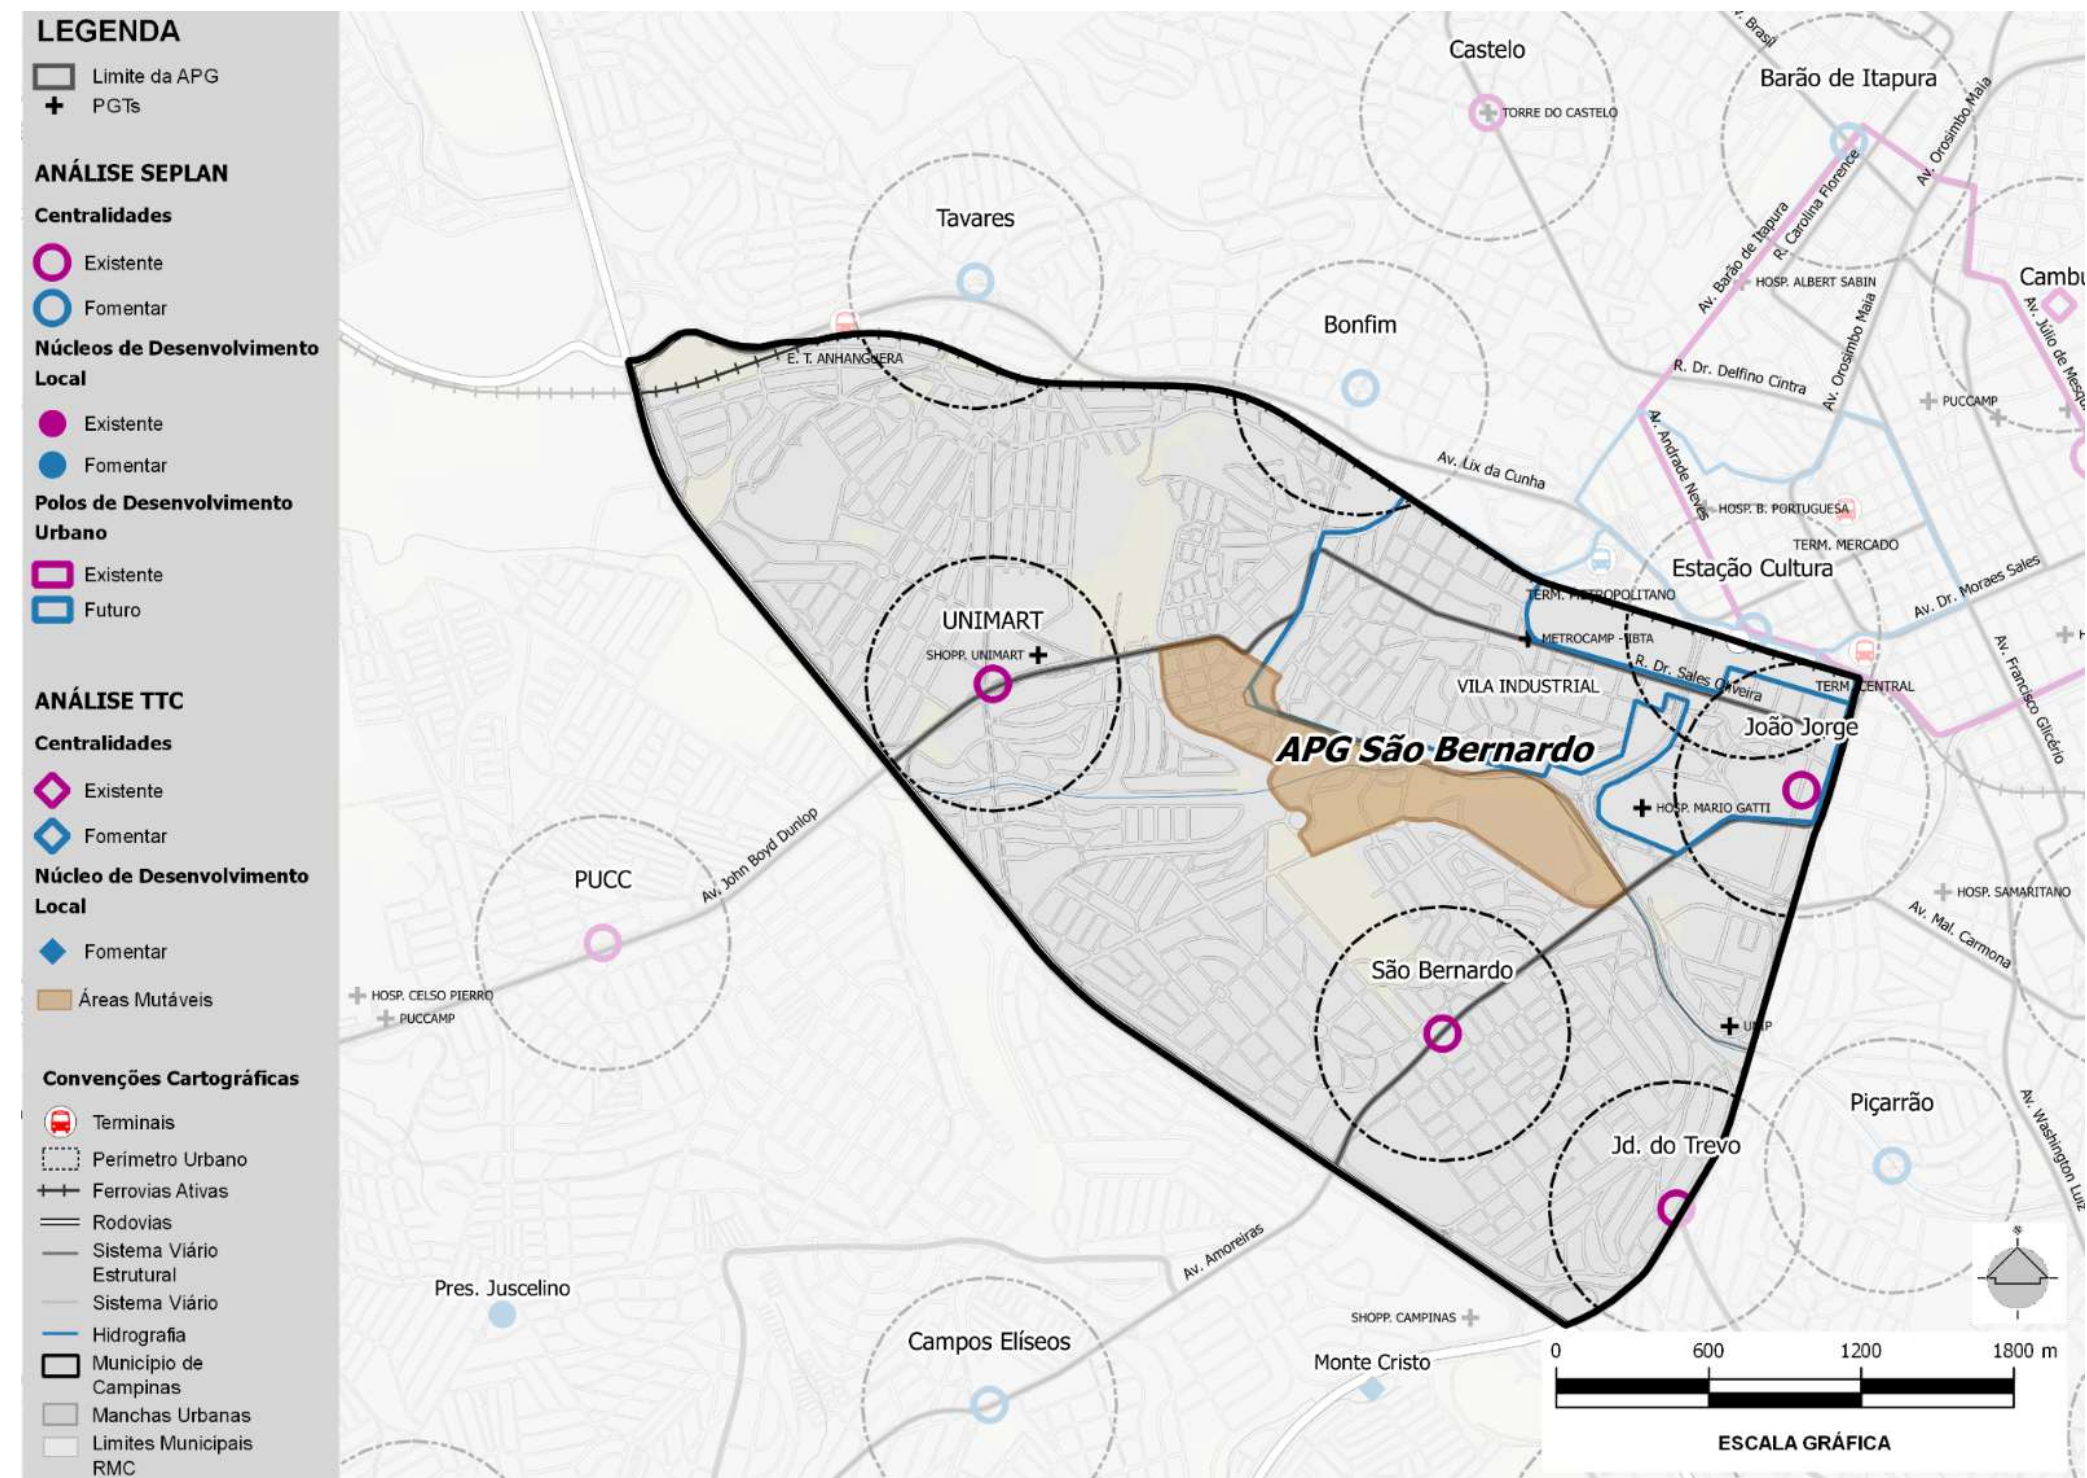 LEGENDA
Limite da APG
PGTs
ANÁLISE SEPLAN
Centralidades
Existente
Fomentar
Núcleos de Desenvolvimento
Local
Existente
Fomentar
Polos de Desenvolvimento
Urbano
Existente
Futuro
ANÁLISE TTC
Centralidades
Existente
Fomentar
Núcleo de Desenvolvimento
Local
Fomentar
Áreas Mutáveis
Convenções Cartográficas
Terminais
Perímetro Urbano
Ferrovias Ativas
Rodovias
Sistema Viário
Estrutural
Sistema Viário
Hidrografia
Município de
Campinas
Manchas Urbanas
Limites Municipais
RMC
Castelo
TORRE DO CASTELO
Av. Brasil
Barão de Itapura
Av. Orosimbo Maia
Tavares
Av. Barão de Itapura
R. Carolina Florence
HOSP. ALBERT SABIN
Av. Júlio de
Bonfim
E. T. ANHANGUERA
R. Dr. Delfino Cintra
Av. Orosimbo Maia
PUCCAMP
Av. Andrade Neves
Av. Lix da Cunha
HOSP. B. PORTUGUESA
TERM. MERCADO
Estação Cultura
Av. Dr. Moraes Sales
TERM. METROPOLITANO
UNIMART
SHOPP. UNIMART
METROCAMP - IBTA
R. Dr. Sales Oliveira
VILA INDUSTRIAL
TERM. CENTRAL
Av. Francisco Glicério
João Jorge
APG São Bernardo
HOSP. MARIO GATTI
Av. John Boyd Dunlop
PUCC
HOSP. SAMARITANO
Av. Mal. Carmona
São Bernardo
HOSP. CELSO PIERRO
PUCCAMP
UNIP
Piçarrão
Jd. do Trevo
Av. Washington Luiz
Av. Amoreiras
Pres. Juscelino
SHOPP. CAMPINAS
Campos Elíseos
Monte Cristo
0 600 1200 1800 m
ESCALA GRÁFICA